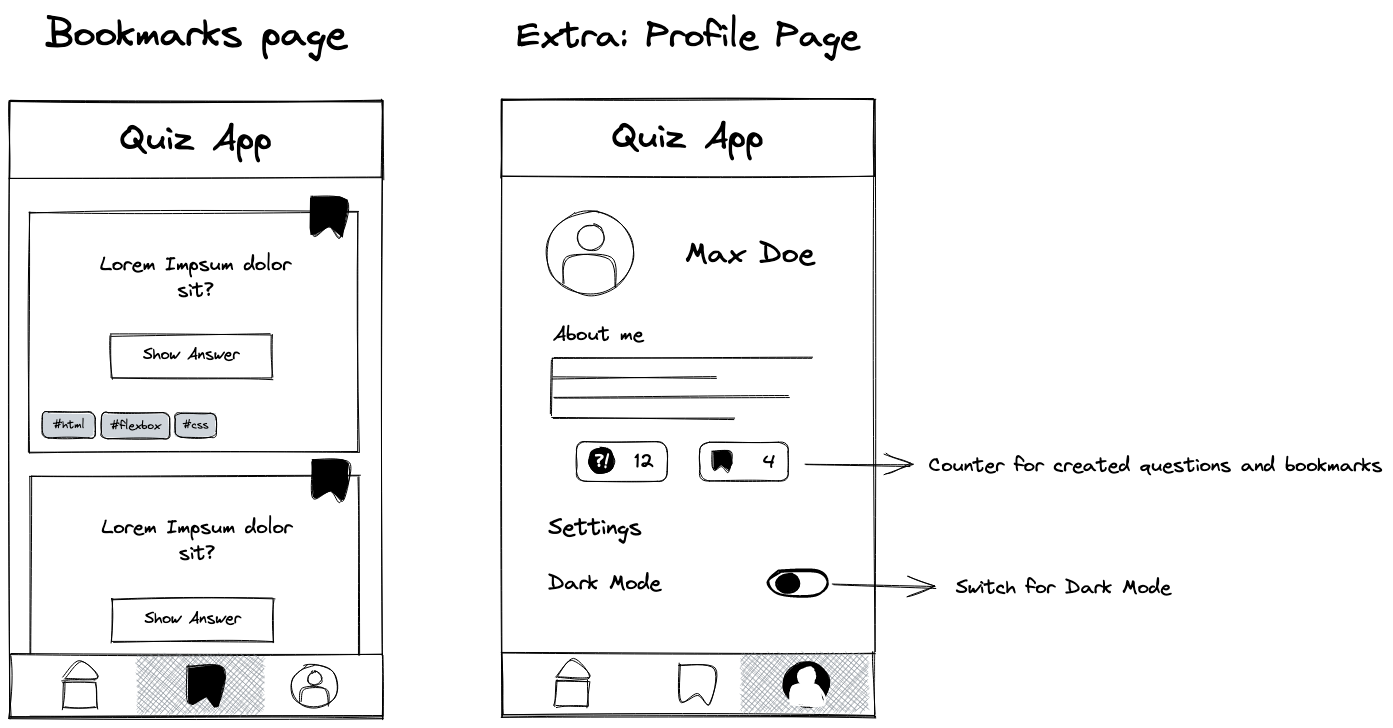 Bookmarks page
Extra: Profile Page
Quiz App
Lorem Impsum dolor
sit?
Show Answer
#html #flexbox #css
Lorem Impsum dolor
sit?
Show Answer
Quiz App
Max Doe
About me
?! 12
4
Counter for created questions and bookmarks
Settings
Dark Mode
Switch for Dark Mode